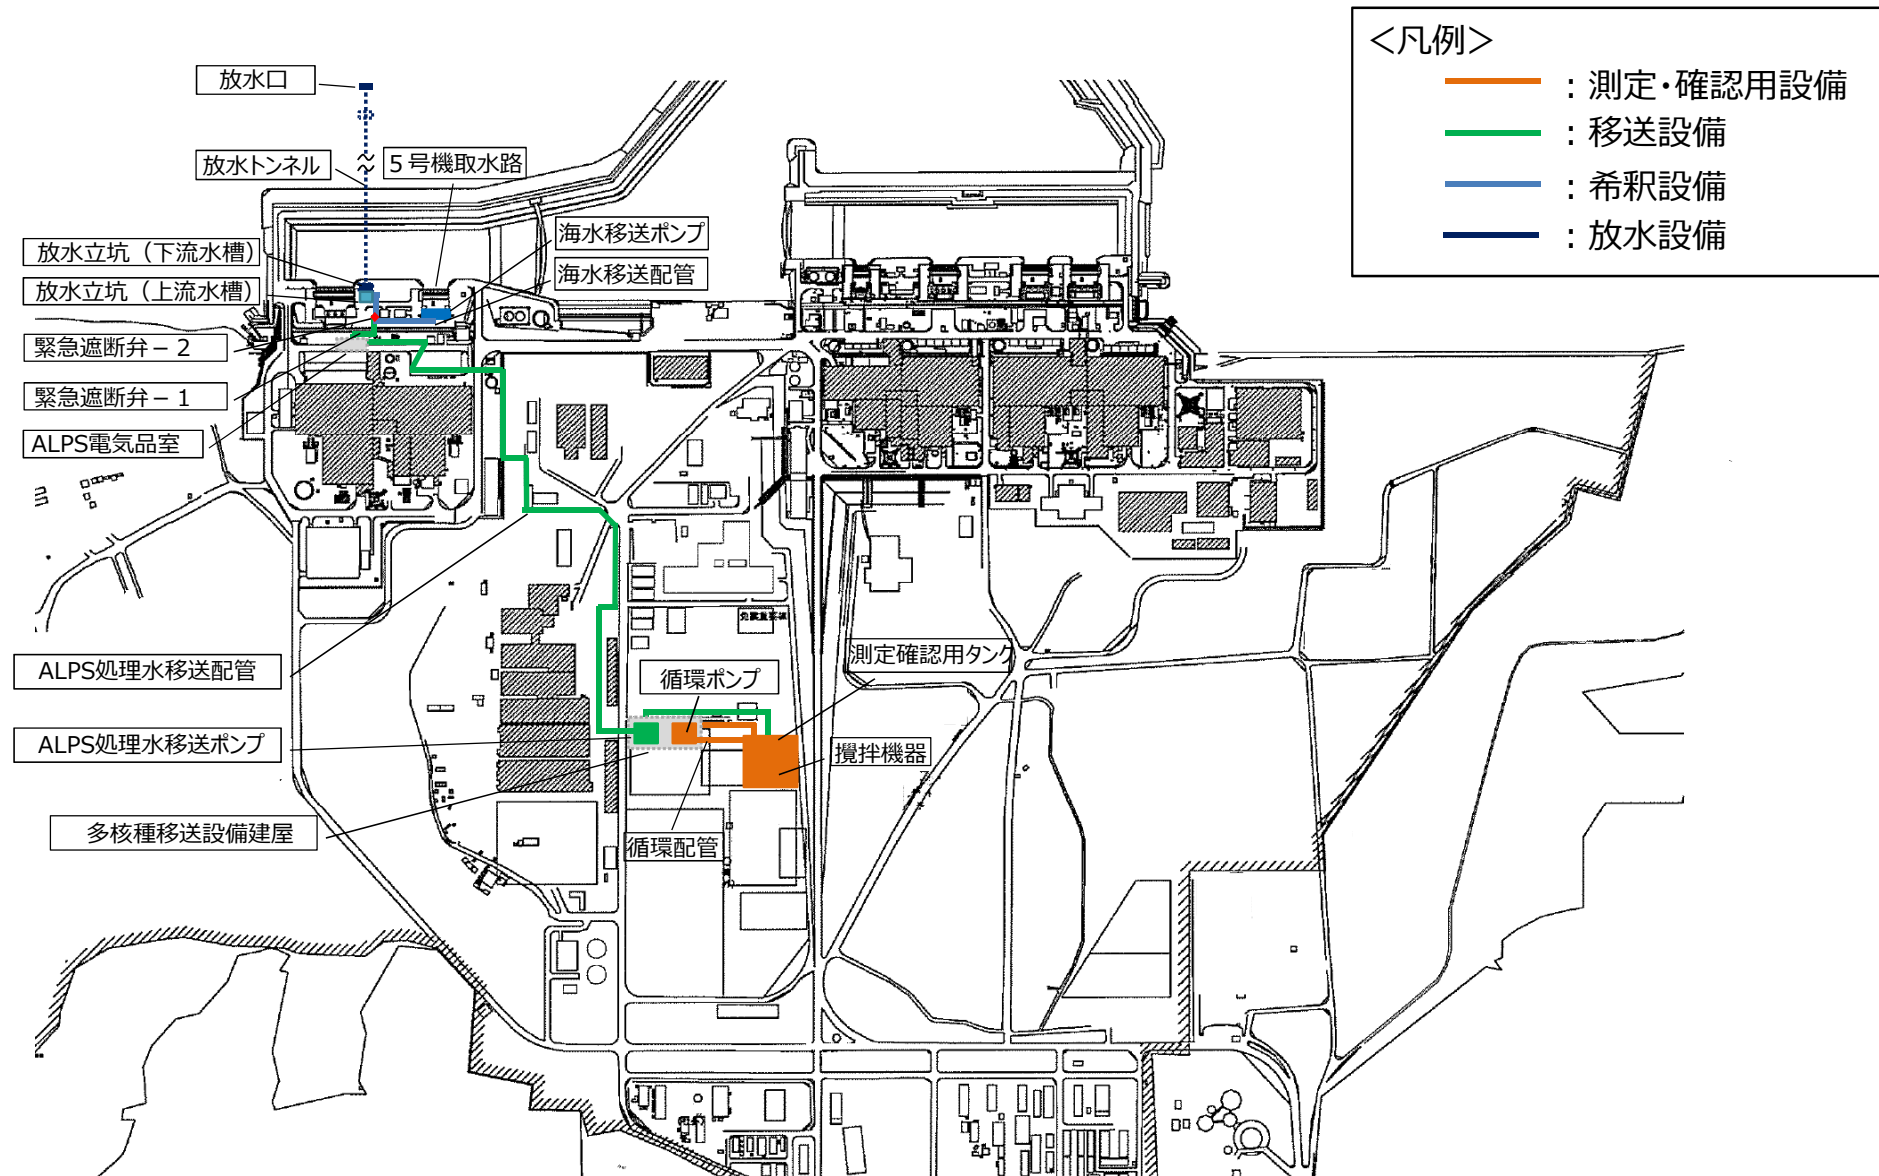 <凡例>
：測定・確認用設備
：移送設備
：希釈設備
：放水設備
放水口
放水トンネル
５号機取水路
海水移送ポンプ
海水移送配管
放水立坑（下流水槽）
放水立坑（上流水槽）
緊急遮断弁－２
緊急遮断弁－１
ALPS電気品室
ALPS処理水移送配管
測定確認用タンク
循環ポンプ
ALPS処理水移送ポンプ
攪拌機器
多核種移送設備建屋
循環配管